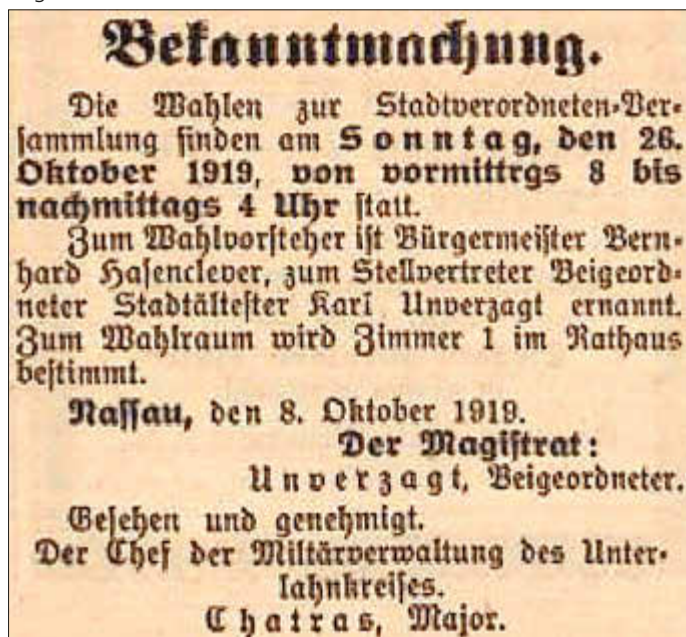 Bekanntmachung.
Die Wahlen zur Stadtverordneten-Ver-
sammlung finden am Sonntag, den 26.
Oktober 1919, von vormittrgs 8 bis
nachmittags 4 Uhr statt.
Zum Wahlvorsteher ist Bürgermeister Bern-
hard Hasenclever, zum Stellvertreter Beigeord-
neter Stadtältester Karl Unverzagt ernannt.
Zum Wahlraum wird Zimmer 1 im Rathaus
bestimmt.
Nassau, den 8. Oktober 1919.
Der Magistrat:
Unverzagt, Beigeordneter.
Gesehen und genehmigt.
Der Chef der Miltärverwaltung des Unter-
lahnkreises.
Chatras, Major.